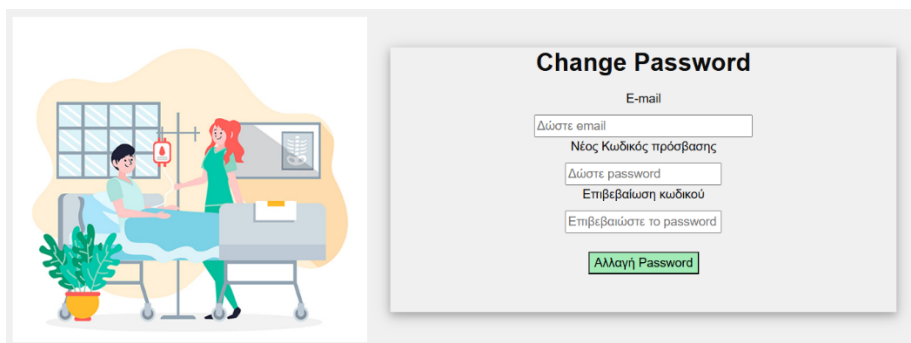 Change Password
E-mail
Δώστε email
Νέος Κωδικός πρόσβασης
Δώστε password
Επιβεβαίωση κωδικού
Επιβεβαιώστε το password
Αλλαγή Password